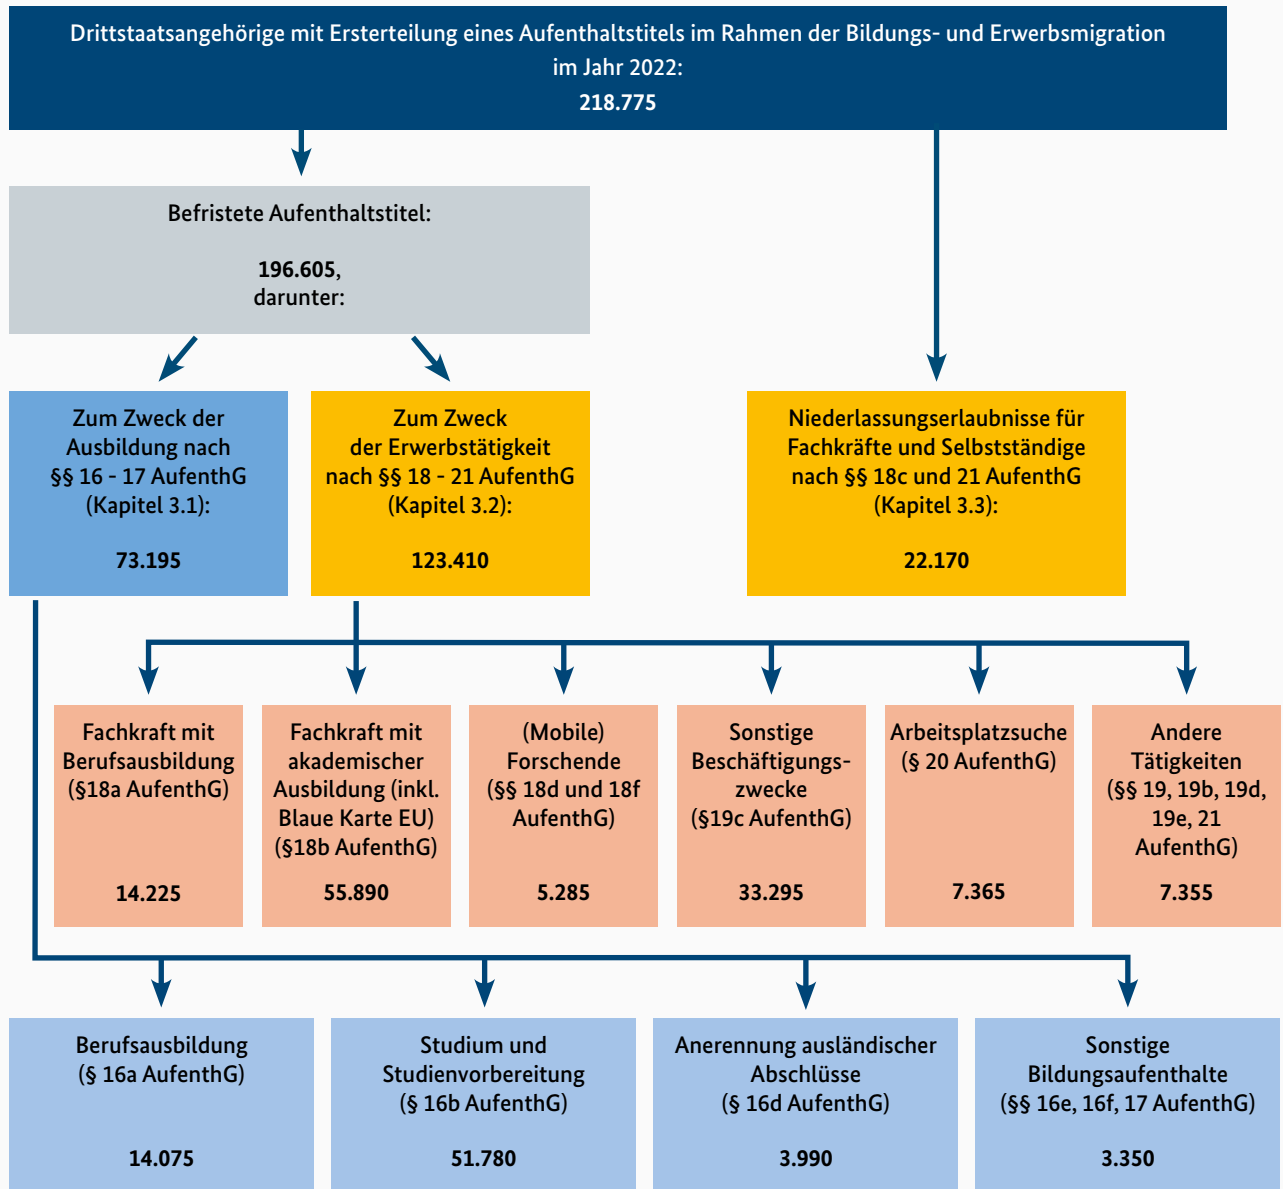 Drittstaatsangehörige mit Ersterteilung eines Aufenthaltstitels im Rahmen der Bildungs- und Erwerbsmigration
im Jahr 2022:
218.775
Befristete Aufenthaltstitel:
196.605,
darunter:
Zum Zweck der
Ausbildung nach
§§ 16 - 17 AufenthG
(Kapitel 3.1):
73.195
Zum Zweck
der Erwerbstätigkeit
nach §§ 18 - 21 AufenthG
(Kapitel 3.2):
123.410
Niederlassungserlaubnisse für
Fachkräfte und Selbstständige
nach §§ 18c und 21 AufenthG
(Kapitel 3.3):
22.170
Fachkraft mit
Berufsausbildung
(§18a AufenthG)
14.225
Fachkraft mit
akademischer
Ausbildung (inkl.
Blaue Karte EU)
(§18b AufenthG)
55.890
(Mobile)
Forschende
(§§ 18d und 18f
AufenthG)
5.285
Sonstige
Beschäftigungs-
zwecke
(§19c AufenthG)
33.295
Arbeitsplatzsuche
(§ 20 AufenthG)
7.365
Andere
Tätigkeiten
(§§ 19, 19b, 19d,
19e, 21
AufenthG)
7.355
Berufsausbildung
(§ 16a AufenthG)
14.075
Studium und
Studienvorbereitung
(§ 16b AufenthG)
51.780
Anerennung ausländischer
Abschlüsse
(§ 16d AufenthG)
3.990
Sonstige
Bildungsaufenthalte
(§§ 16e, 16f, 17 AufenthG)
3.350